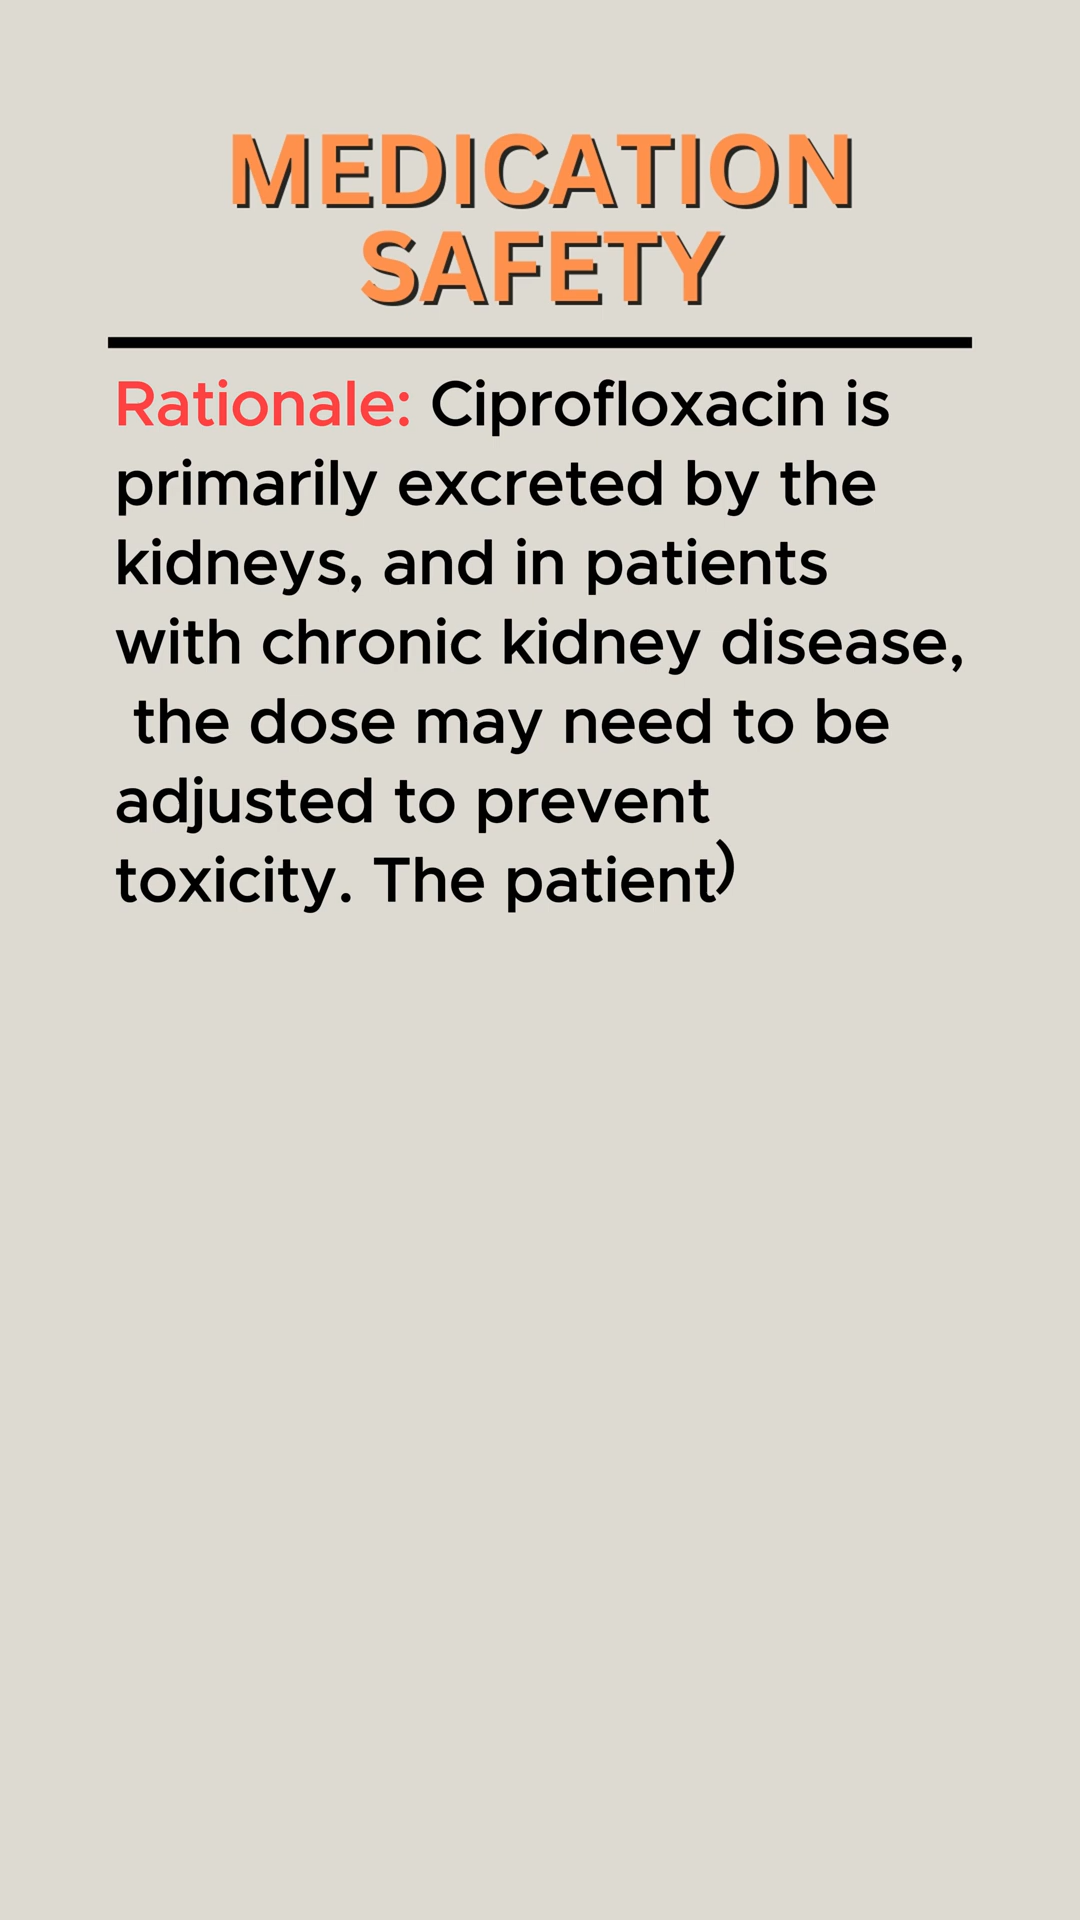 MEDICATION
SAFETY
Rationale: Ciprofloxacin is
primarily excreted by the
kidneys, and in patients
with chronic kidney disease,
the dose may need to be
adjusted to prevent
toxicity. The patient)